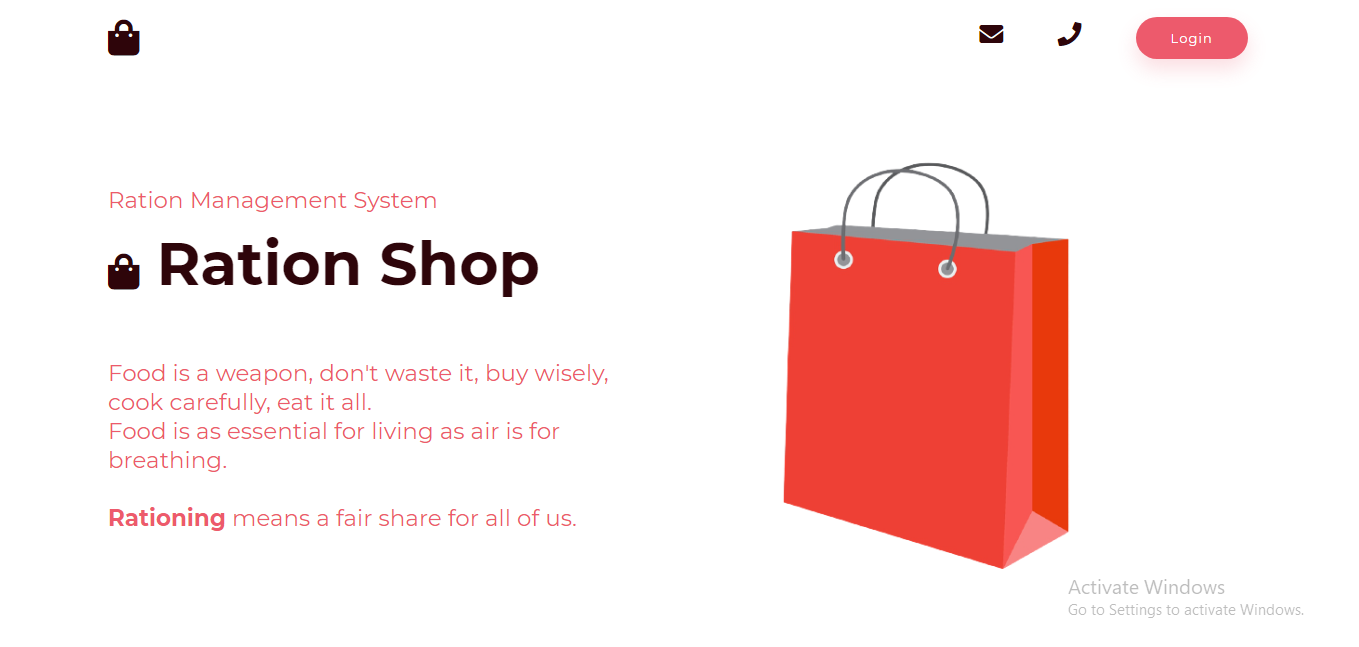 Login
Ration Management System
Ration Shop
Food is a weapon, don't waste it, buy wisely,
cook carefully, eat it all.
Food is as essential for living as air is for
breathing.
Rationing means a fair share for all of us.
Activate Windows
Go to Settings to activate Windows.